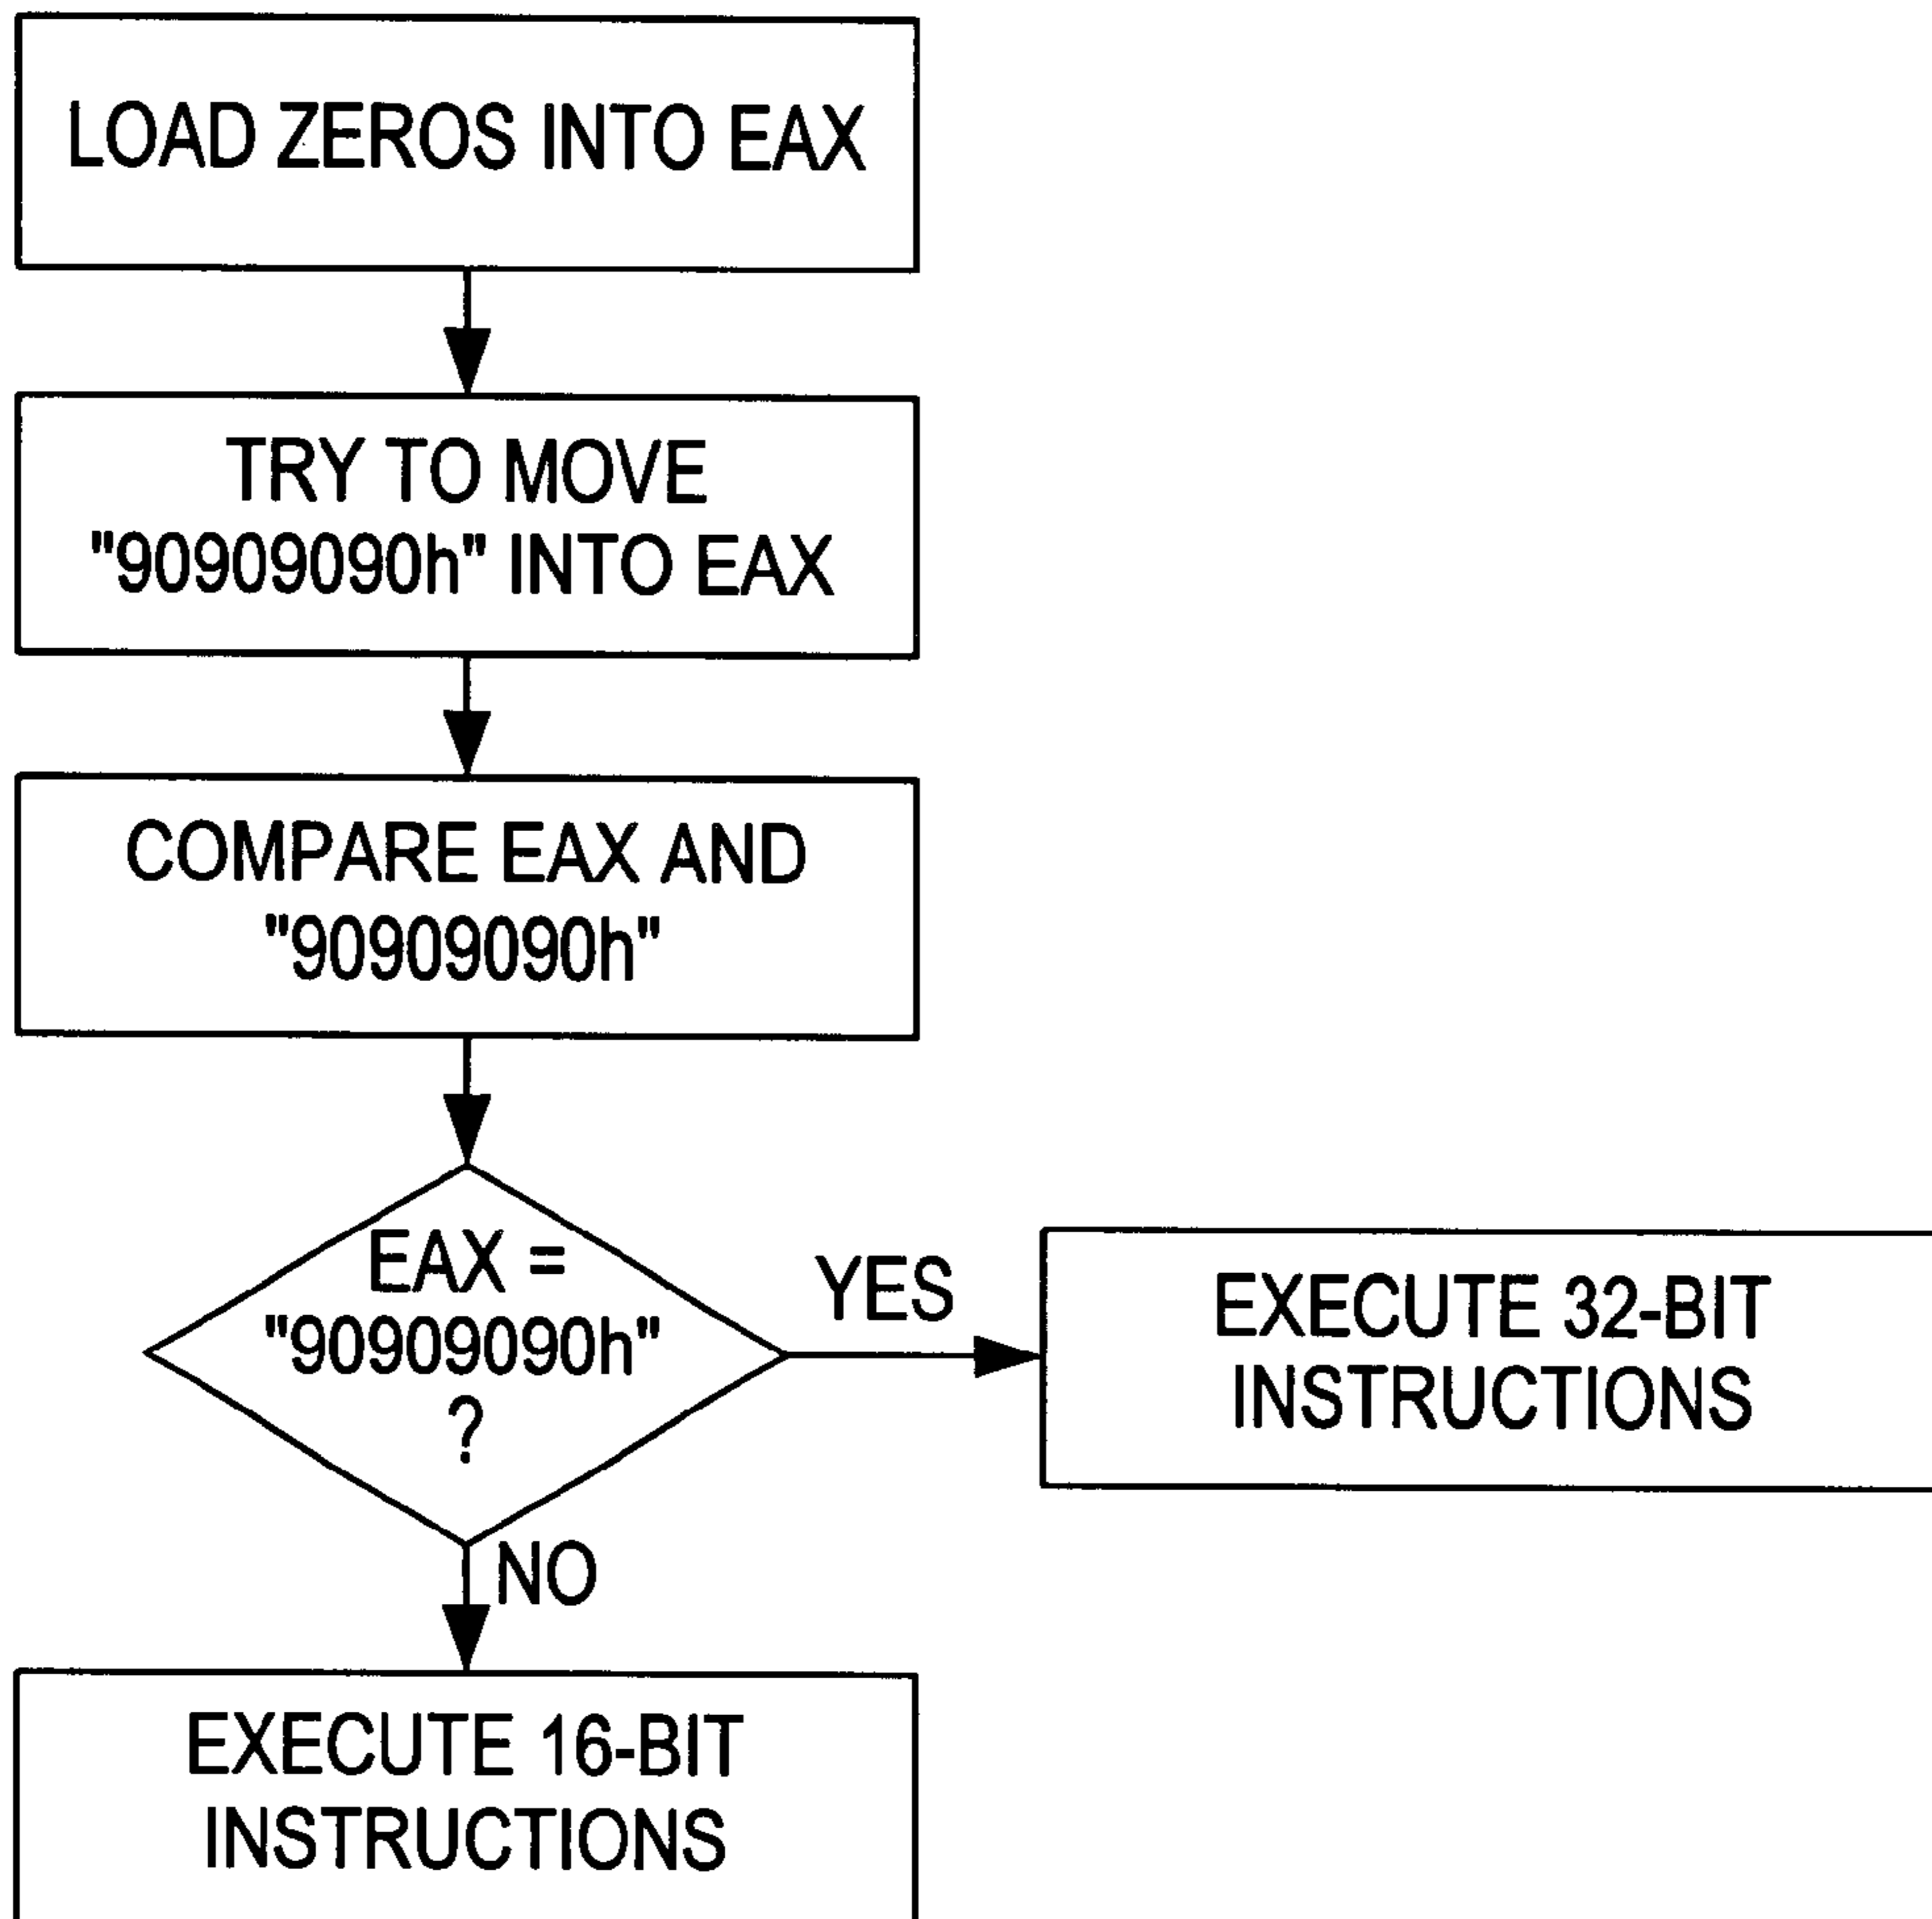 LOAD ZEROS INTO EAX
TRY TO MOVE
"90909090h" INTO EAX
COMPARE EAX AND
"90909090h"
EAX =
"90909090h"
?
YES
EXECUTE 32-BIT
INSTRUCTIONS
NO
EXECUTE 16-BIT
INSTRUCTIONS